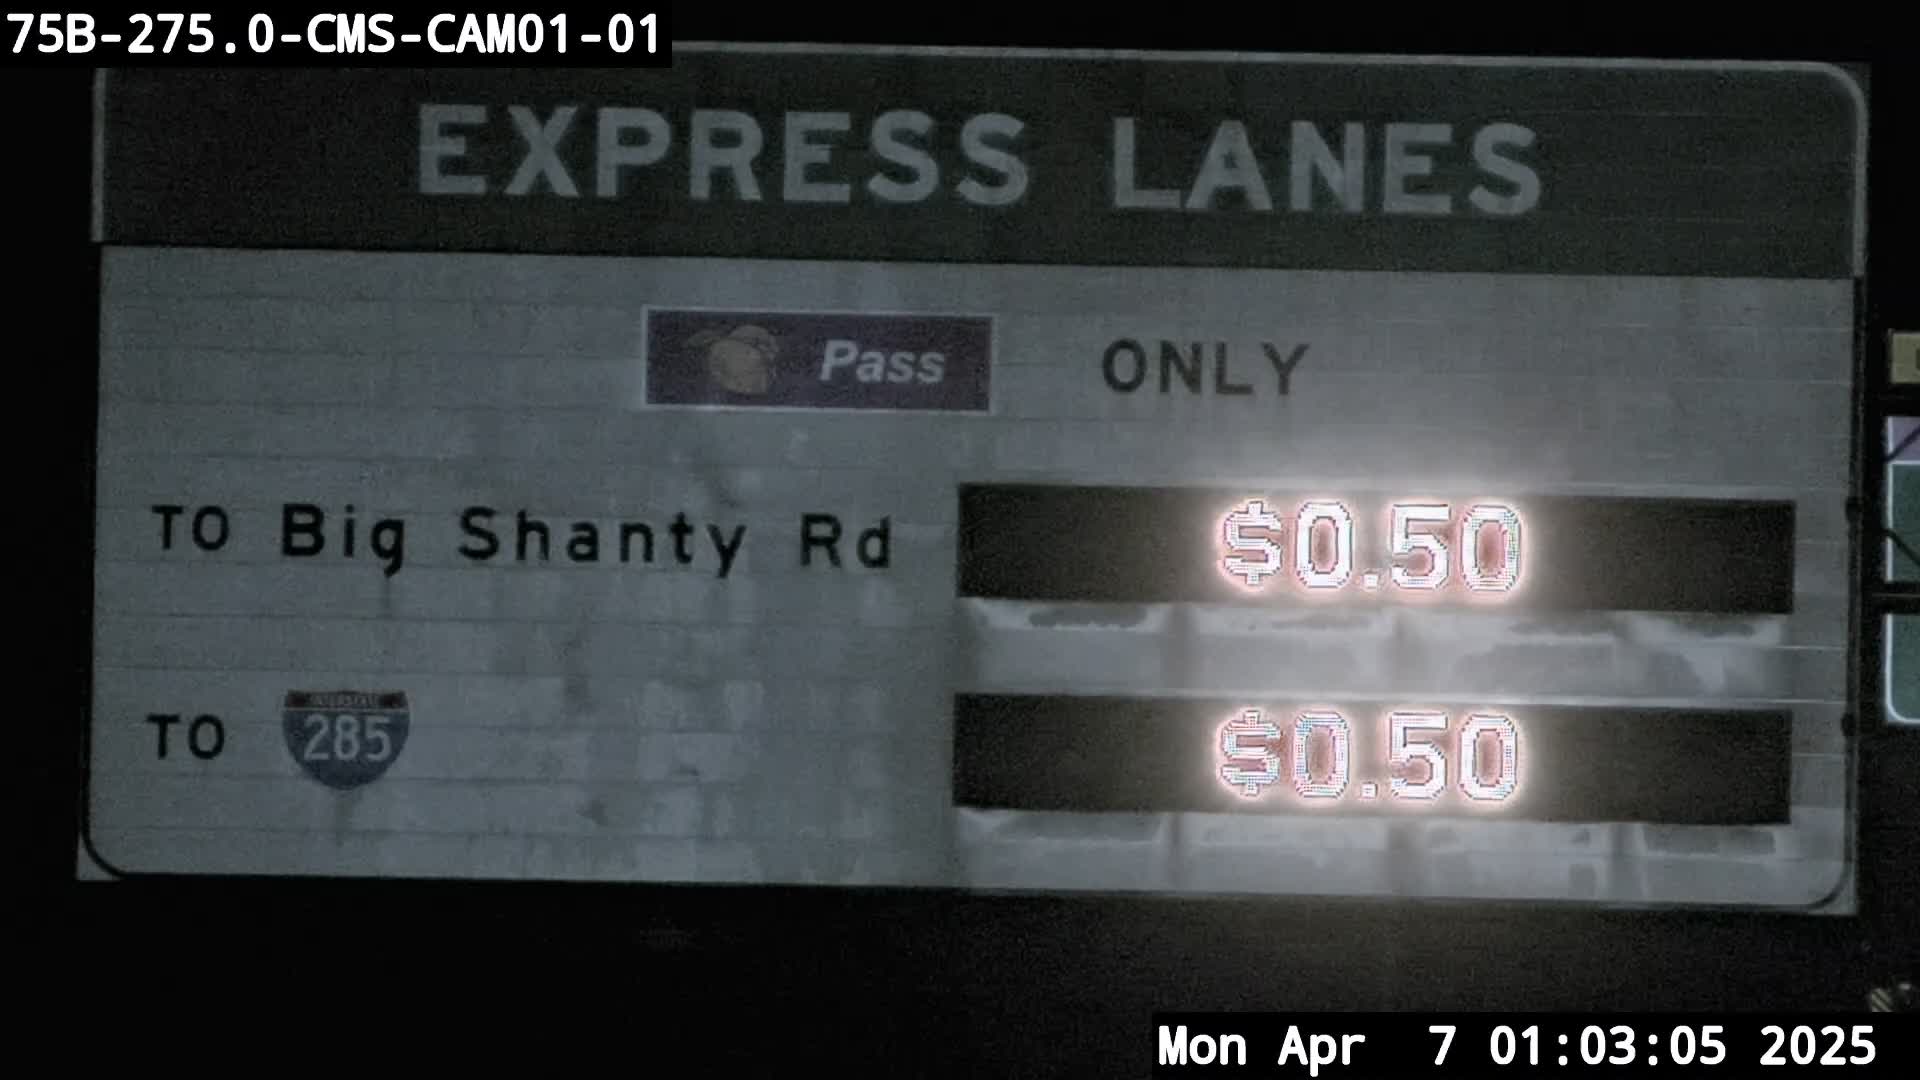 75B-275.0-CMS-CAM01-01
EXPRESS LANES
Pass ONLY
TO Big Shanty Rd $0.50
INTERSTATE
TO 285 $0.50
Mon Apr 7 01:03:05 2025